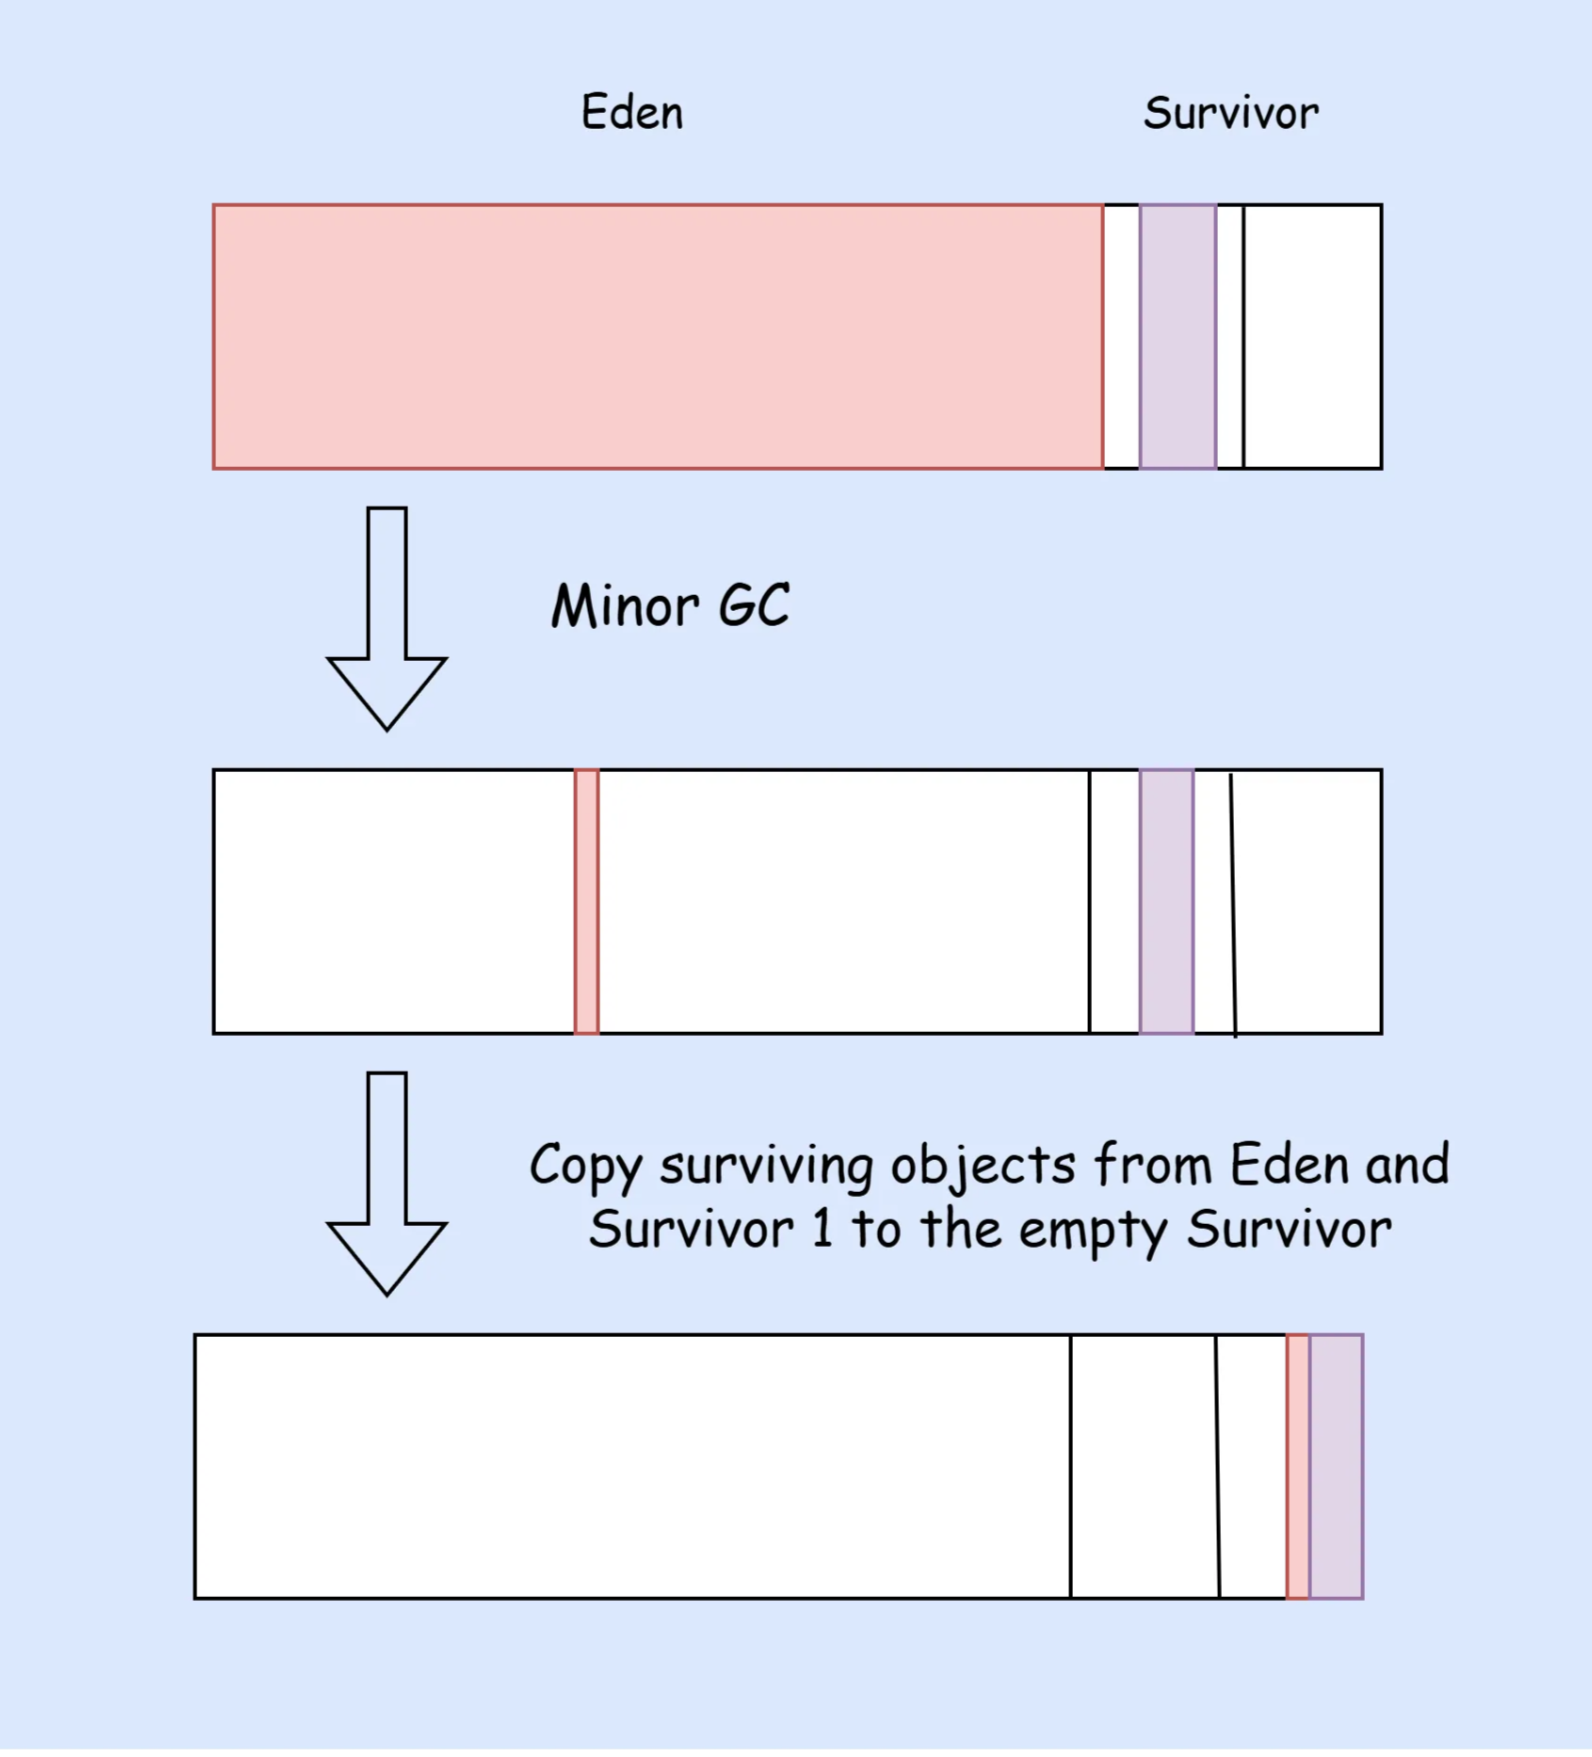 Eden
Survivor
Minor GC
Copy surviving objects from Eden and
Survivor 1 to the empty Survivor